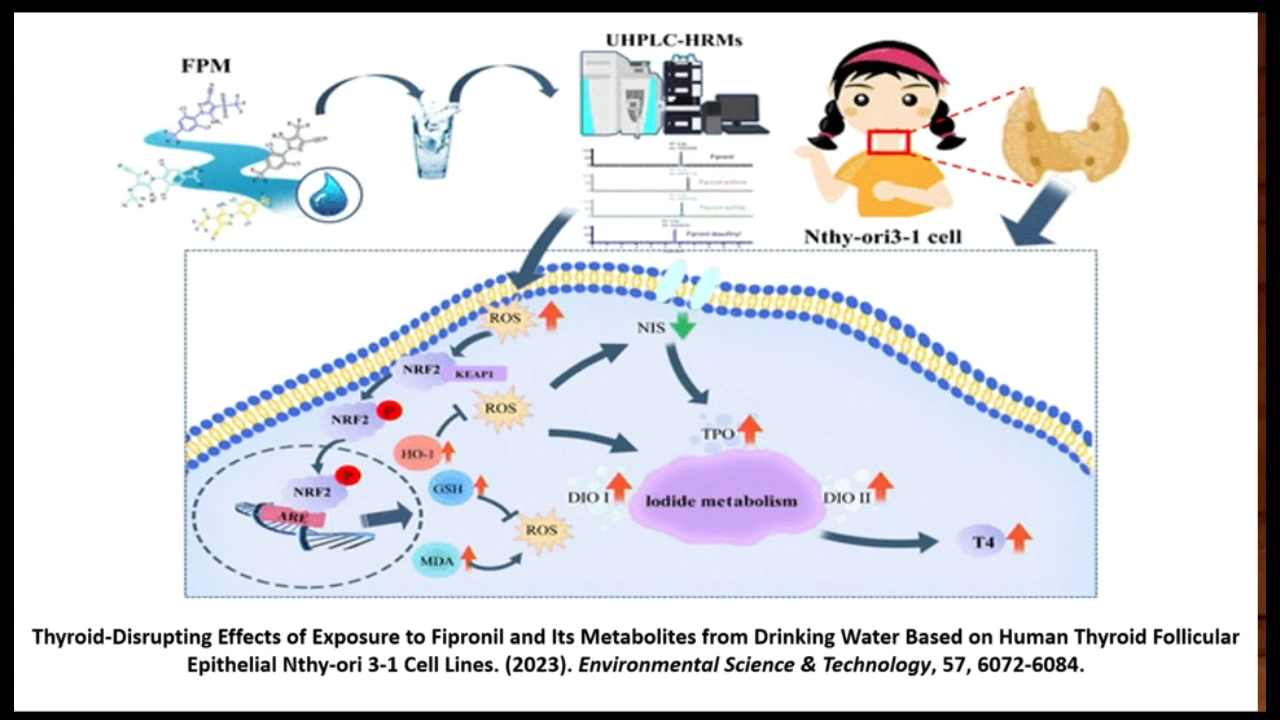 FPM
UHPLC-HRMs
Fipronil
Fipronil sulfone
Fipronil sulfide
Fipronil desulfinyl
Nthy-ori3-1 cell
ROS
NIS
NRF2
KEAP1
ROS
NRF2
P
TPO
HO-1
NRF2
P
GSH
DIO I
Iodide metabolism
DIO II
ARE
ROS
T4
MDA
Thyroid-Disrupting Effects of Exposure to Fipronil and Its Metabolites from Drinking Water Based on Human Thyroid Follicular
Epithelial Nthy-ori 3-1 Cell Lines. (2023). Environmental Science & Technology, 57, 6072-6084.